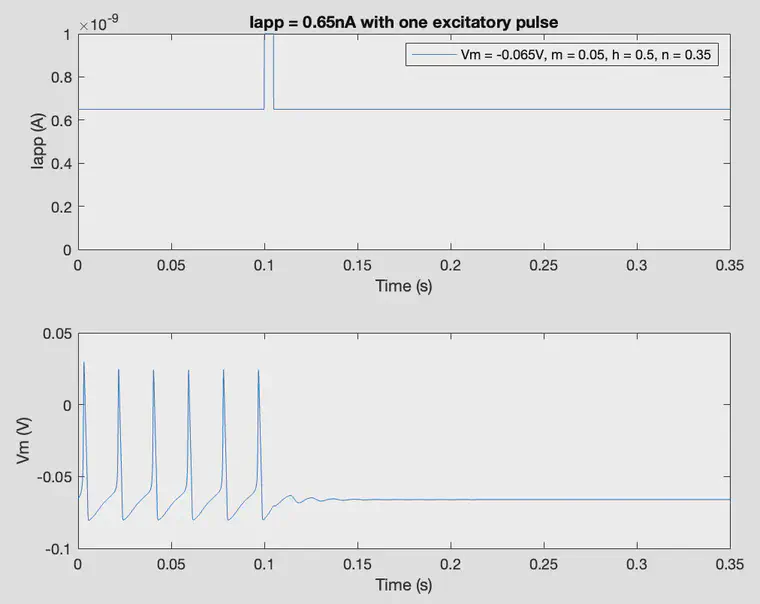 Iapp = 0.65nA with one excitatory pulse
×10-9
1
0.8
0.6
0.4
0.2
0
Iapp (A)
Vm = -0.065V, m = 0.05, h = 0.5, n = 0.35
0 0.05 0.1 0.15 0.2 0.25 0.3 0.35
Time (s)
0.05
0
-0.05
-0.1
Vm (V)
0 0.05 0.1 0.15 0.2 0.25 0.3 0.35
Time (s)